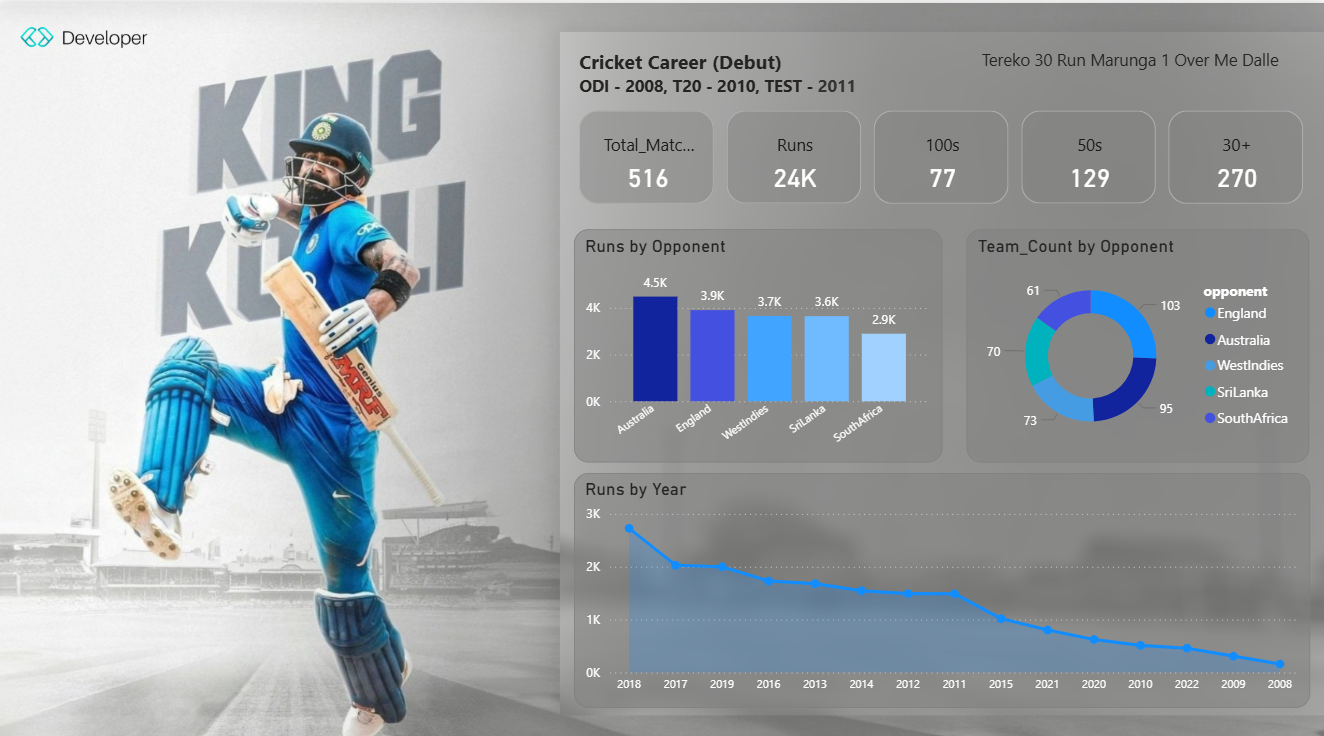 Developer
KING
KOHLI
Genius
MRF
Cricket Career (Debut)
ODI - 2008, T20 - 2010, TEST - 2011
Tereko 30 Run Marunga 1 Over Me Dalle
Total_Matc... Runs 100s 50s 30+
516 24K 77 129 270
Runs by Opponent
4.5K 3.9K 3.7K 3.6K 2.9K
4K
2K
0K
Australia England WestIndies SriLanka SouthAfrica
Team_Count by Opponent
61 103
70
73 95
opponent
England
Australia
WestIndies
SriLanka
SouthAfrica
Runs by Year
3K
2K
1K
0K
2018 2017 2019 2016 2013 2014 2012 2011 2015 2021 2020 2010 2022 2009 2008